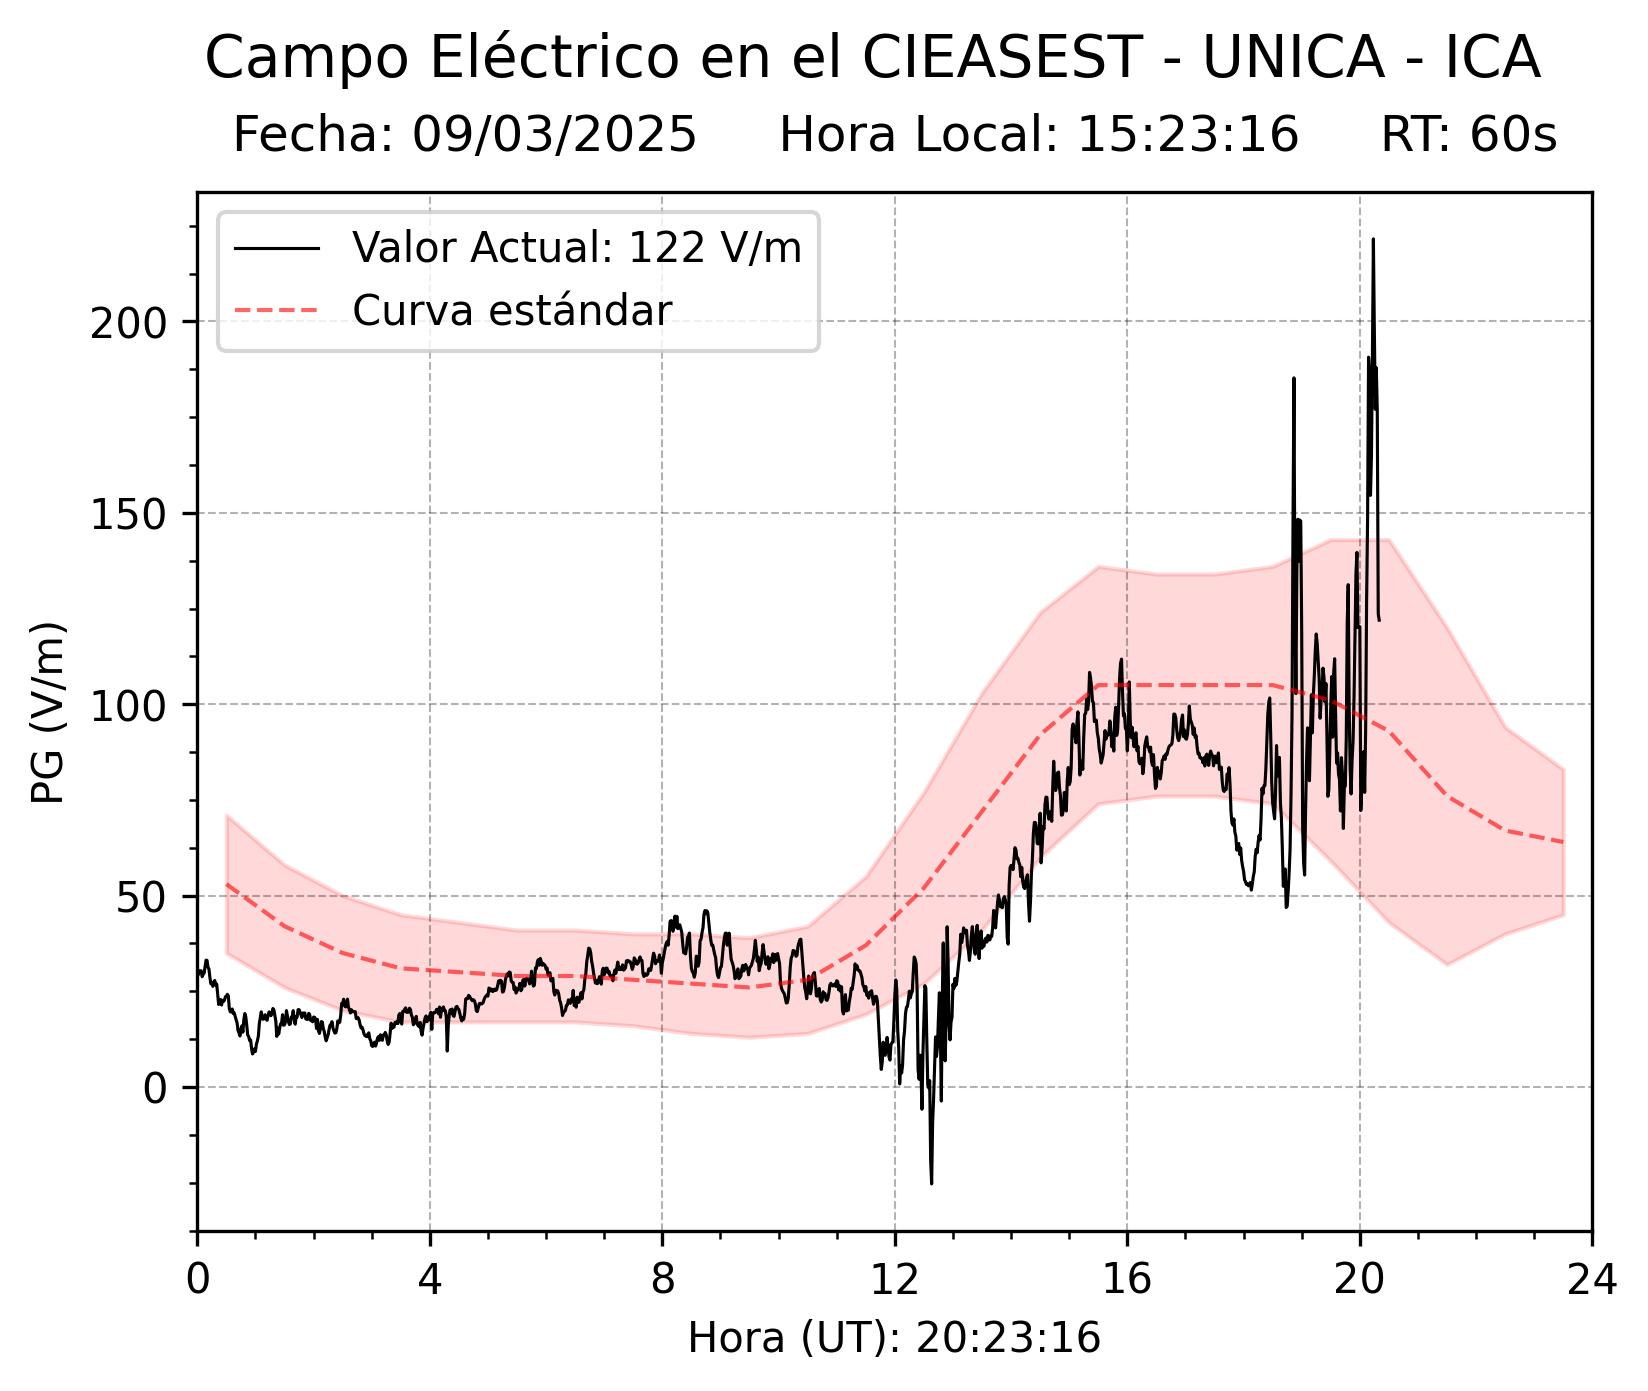 Campo Eléctrico en el CIEASEST - UNICA - ICA
Fecha: 09/03/2025 Hora Local: 15:23:16 RT: 60s
Valor Actual: 122 V/m
Curva estándar
200
150
100
50
0
PG (V/m)
0 4 8 12 16 20 24
Hora (UT): 20:23:16